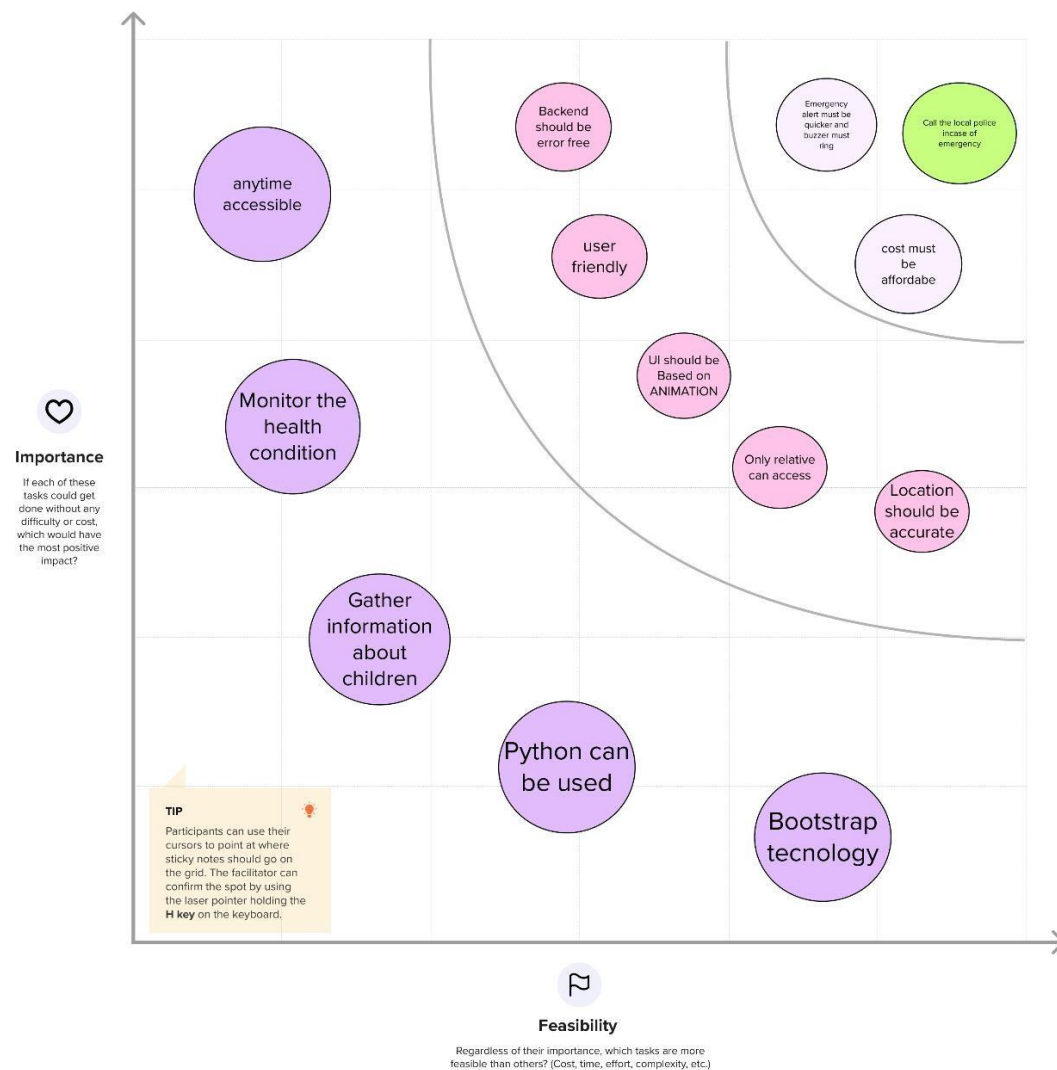 Backend
should be
error free
Emergency
alert must be
quicker and
buzzer must
ring
Call the local police
incase of
emergency
anytime
accessible
user
friendly
cost must
be
affordabe
UI should be
Based on
ANIMATION
Monitor the
health
condition
Only relative
can access
Location
should be
accurate
Importance
If each of these
tasks could get
done without any
difficulty or cost,
which would have
the most positive
impact?
Gather
information
about
children
Python can
be used
Bootstrap
tecnology
TIP
Participants can use their
cursors to point at where
sticky notes should go on
the grid. The facilitator can
confirm the spot by using
the laser pointer holding the
H key on the keyboard.
Feasibility
Regardless of their importance, which tasks are more
feasible than others? (Cost, time, effort, complexity, etc.)